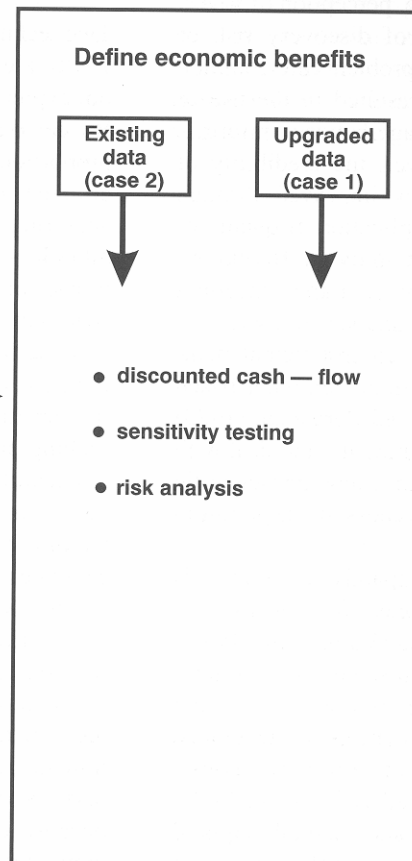 Define economic benefits
Existing
data
(case 2)
Upgraded
data
(case 1)
• discounted cash — flow
• sensitivity testing
• risk analysis